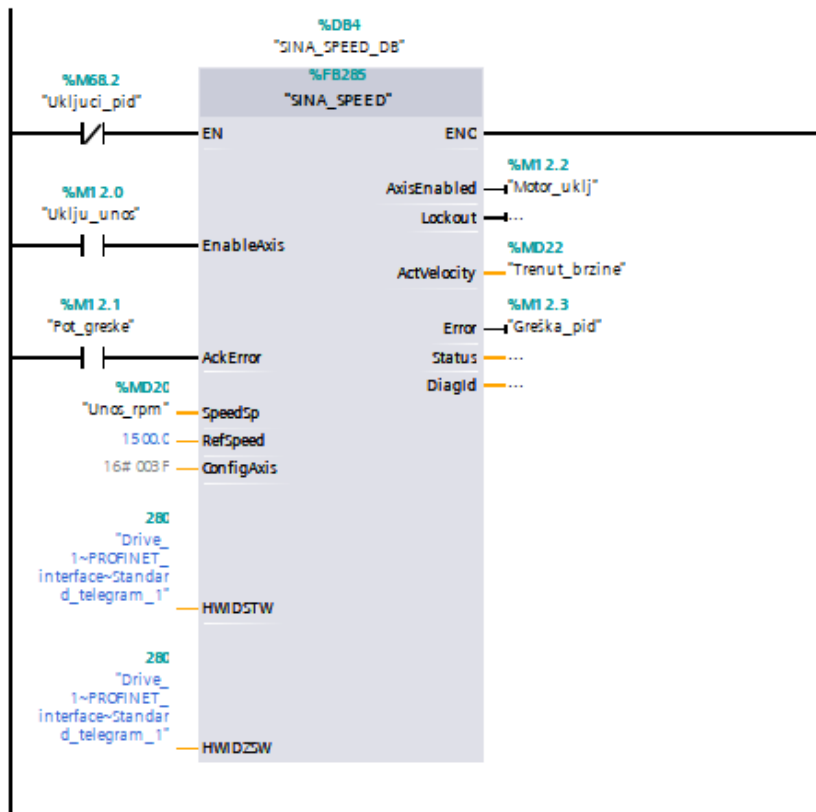 %DB4
"SINA_SPEED_DB"
%FB285
"SINA_SPEED"
%M68.2
"Ukljuci_pid"
EN
ENO
%M12.2
"Motor_uklj"
AxisEnabled
%M12.0
"Uklju_unos"
Lockout
...
EnableAxis
%MD22
"Trenut_brzine"
ActVelocity
%M12.1
"Pot_greske"
%M12.3
"Greška_pid"
Error
AckError
Status
...
DiagId
...
%MD20
"Unos_rpm"
SpeedSp
1500.0
RefSpeed
16# 003F
ConfigAxis
280
"Drive_
1~PROFINET_
interface~Standar
d_telegram_1"
HWIDSTW
280
"Drive_
1~PROFINET_
interface~Standar
d_telegram_1"
HWIDZSW